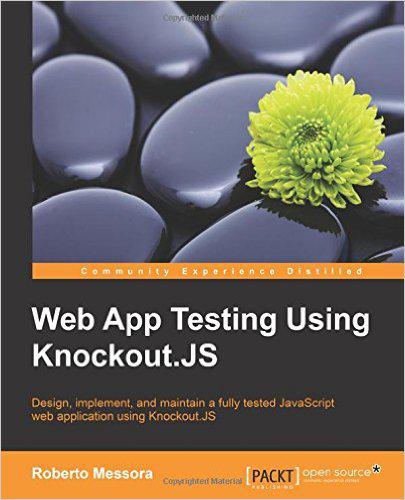 Community Experience Distilled
Web App Testing Using
Knockout.JS
Design, implement, and maintain a fully tested JavaScript
web application using Knockout.JS
Roberto Messora
[PACKT] open source*
PUBLISHING